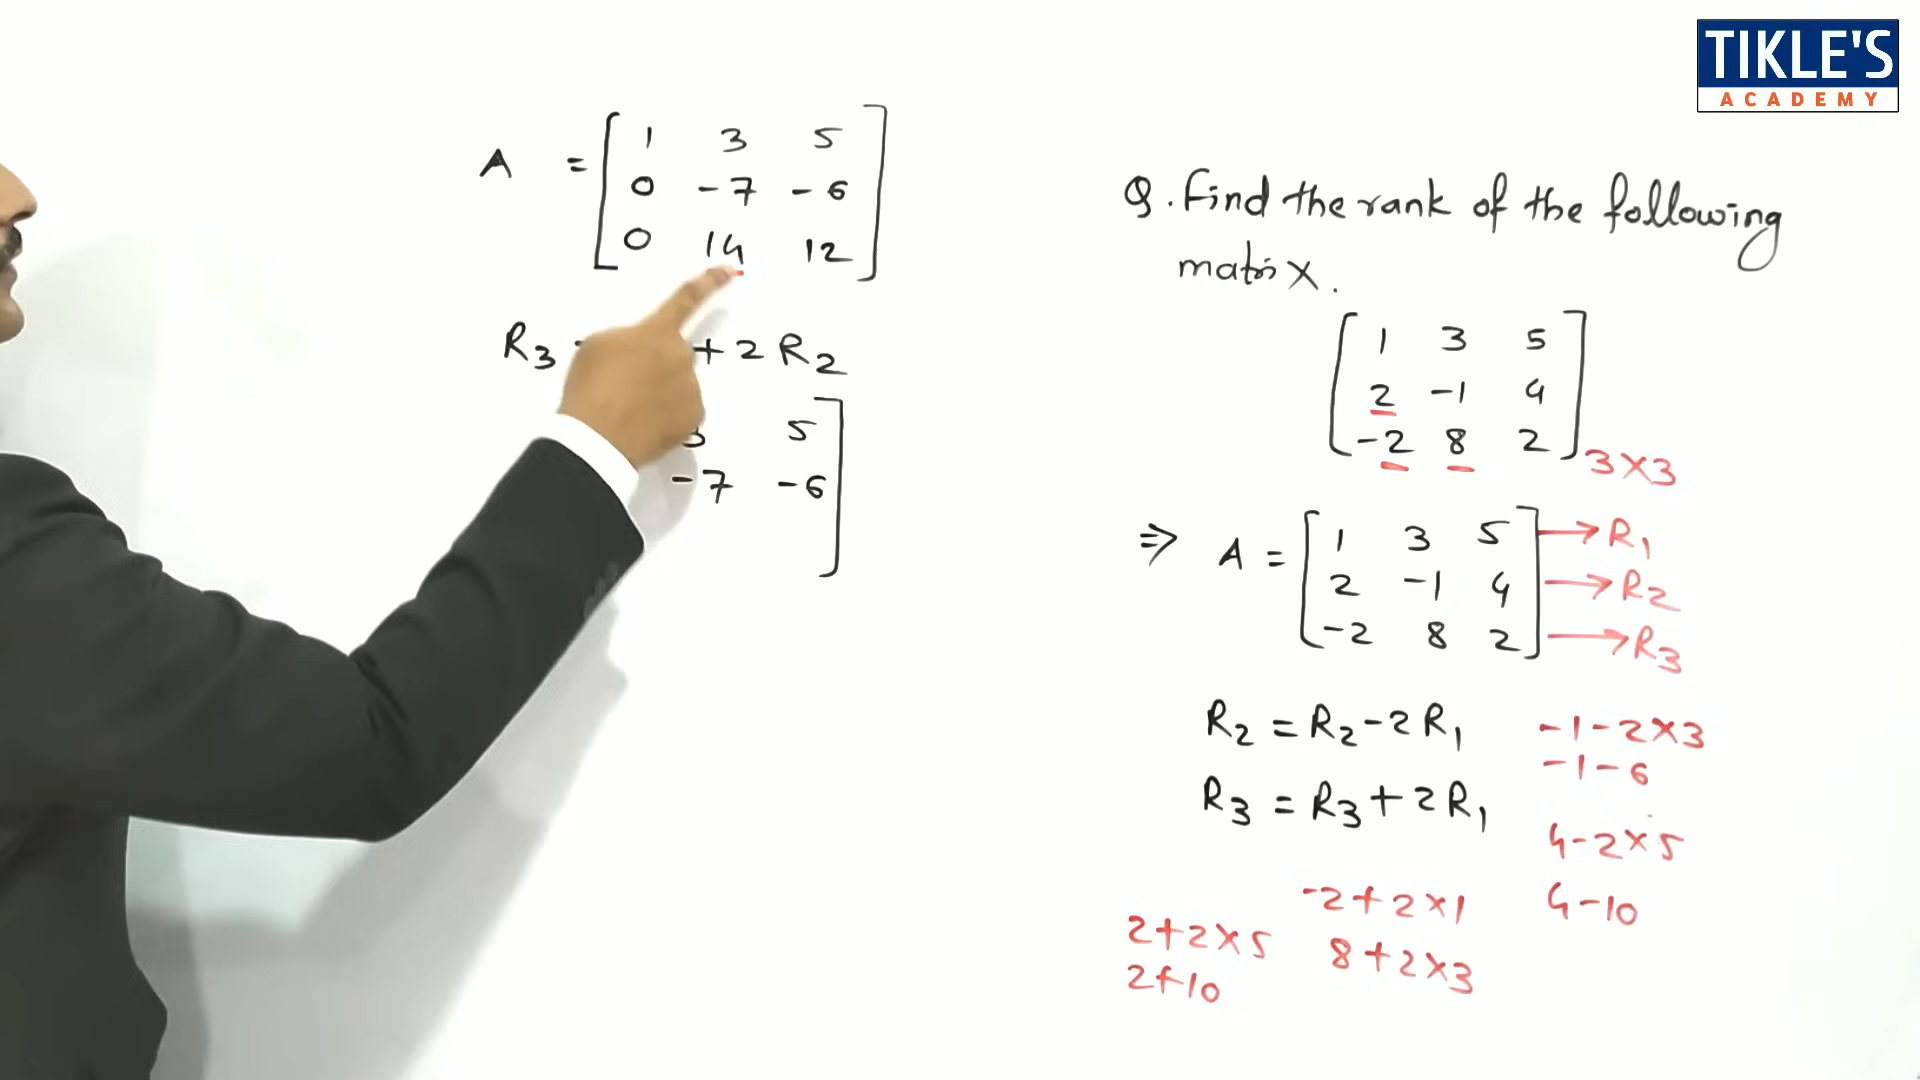 TIKLE'S
ACADEMY
A = [ 1 3 5
0 -7 -6
0 14 12 ]
R3 + 2 R2
5
-7 -6
Q. Find the rank of the following
matrix.
[ 1 3 5
2 -1 4
-2 8 2 ] 3×3
⇒ A = [ 1 3 5 ] → R1
2 -1 4 → R2
-2 8 2 → R3
R2 = R2 - 2R1
R3 = R3 + 2R1
-1-2×3
-1-6
4-2×5
4-10
-2+2×1
8+2×3
2+2×5
2+10